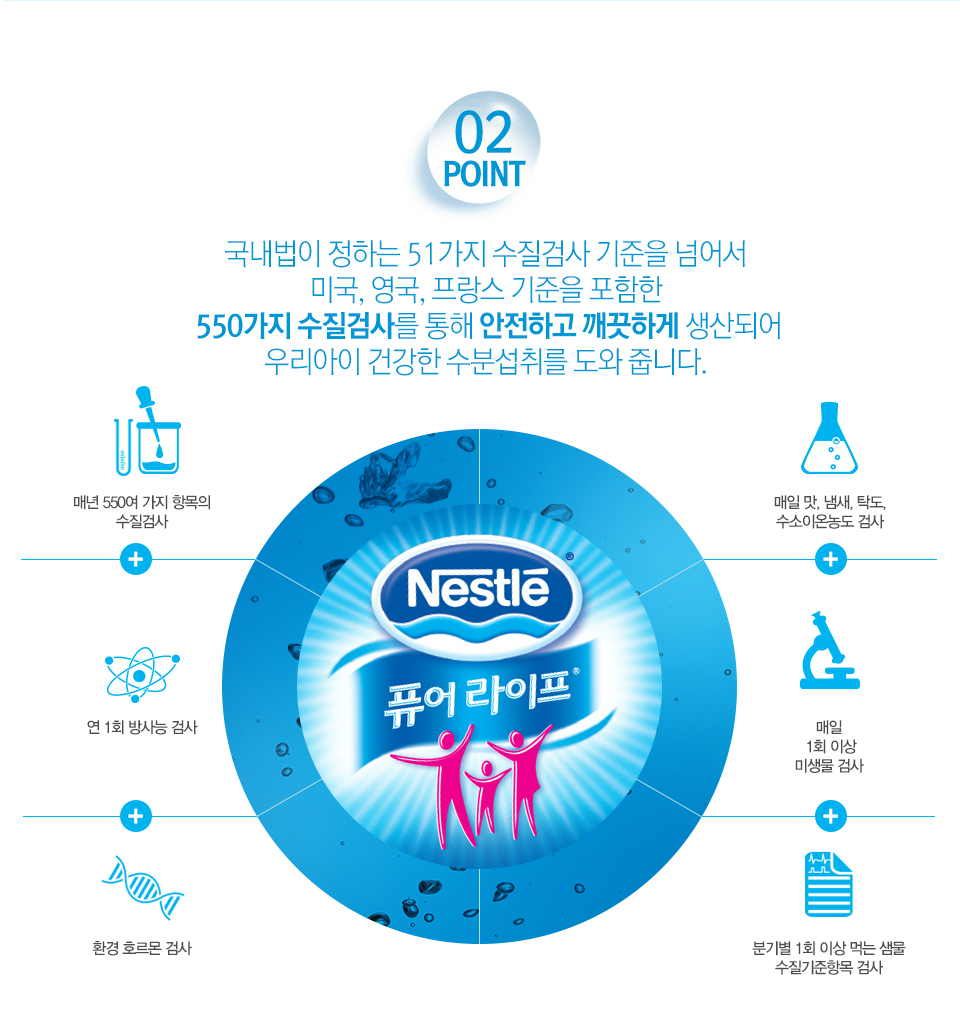 02
POINT
국내법이 정하는 51가지 수질검사 기준을 넘어서
미국, 영국, 프랑스 기준을 포함한
550가지 수질검사를 통해 안전하고 깨끗하게 생산되어
우리아이 건강한 수분섭취를 도와 줍니다.
매년 550여 가지 항목의
수질검사
매일 맛, 냄새, 탁도,
수소이온농도 검사
Nestlé®
퓨어 라이프®
연 1회 방사능 검사
매일
1회 이상
미생물 검사
환경 호르몬 검사
분기별 1회 이상 먹는 샘물
수질기준항목 검사